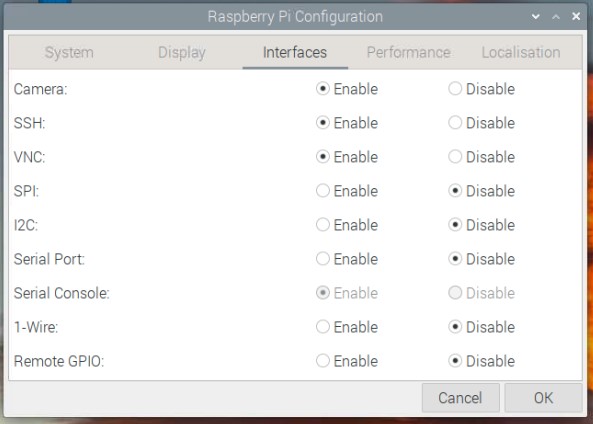 Raspberry Pi Configuration
System Display Interfaces Performance Localisation
Camera: Enable Disable
SSH: Enable Disable
VNC: Enable Disable
SPI: Enable Disable
I2C: Enable Disable
Serial Port: Enable Disable
Serial Console: Enable Disable
1-Wire: Enable Disable
Remote GPIO: Enable Disable
Cancel OK